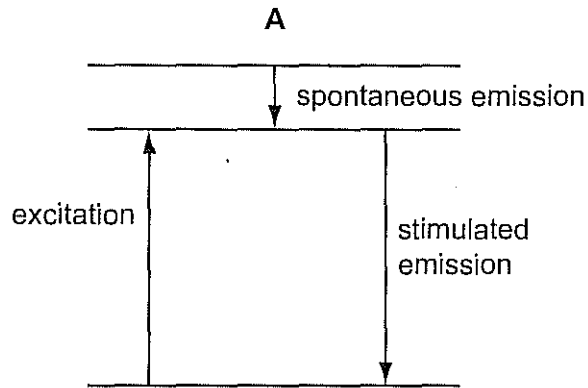 A
spontaneous emission
excitation
stimulated
emission